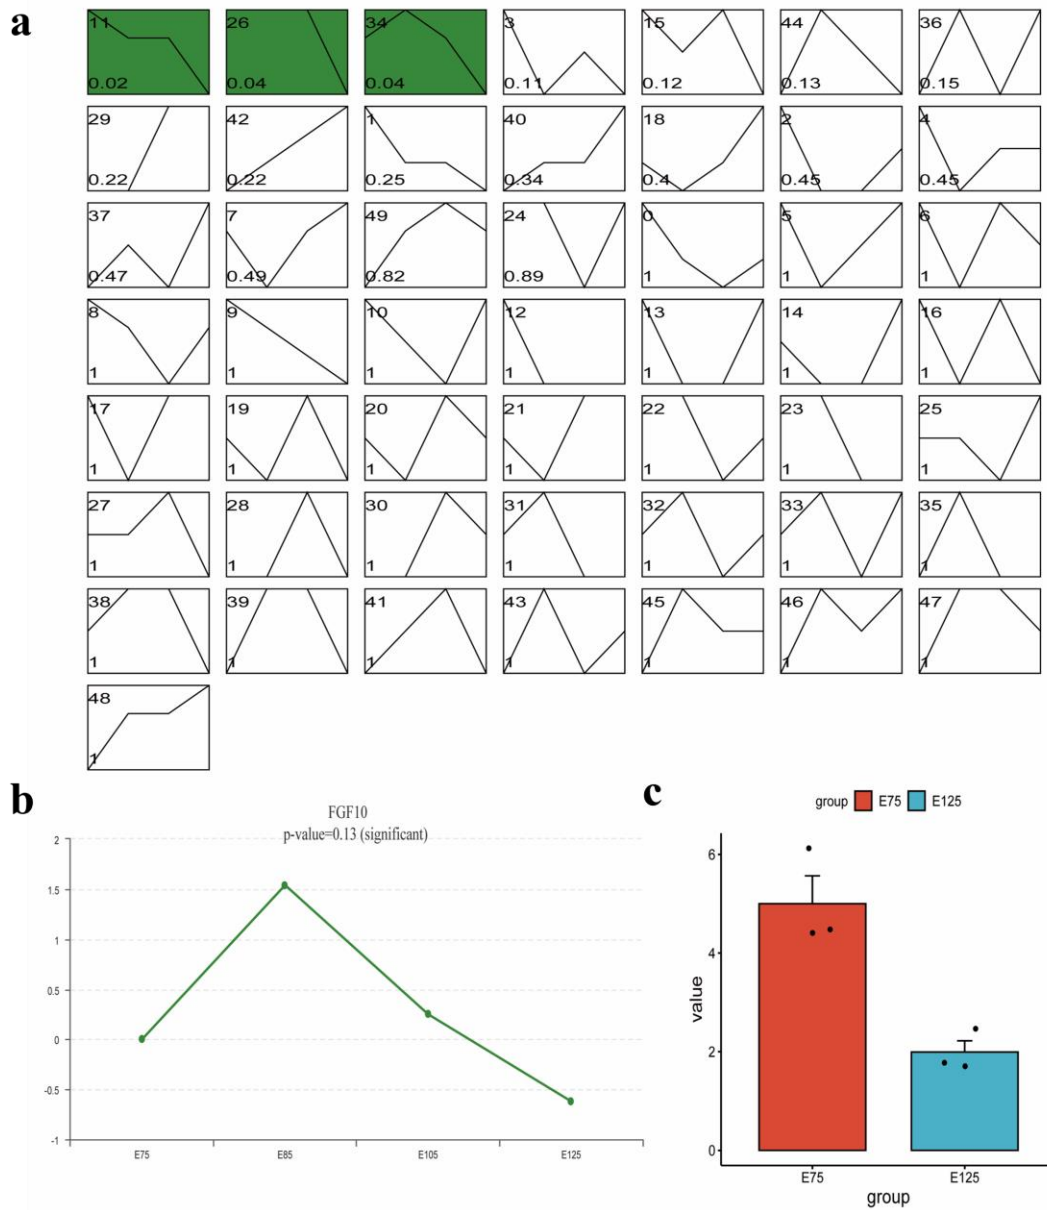 a
11 26 34 3 15 44 36
0.02 0.04 0.04 0.11 0.12 0.13 0.15
29 42 1 40 18 2 4
0.22 0.22 0.25 0.34 0.4 0.45 0.45
37 7 49 24 0 5 6
0.47 0.49 0.82 0.89 1 1 1
8 9 10 12 13 14 16
1 1 1 1 1 1 1
17 19 20 21 22 23 25
1 1 1 1 1 1 1
27 28 30 31 32 33 35
1 1 1 1 1 1 1
38 39 41 43 45 46 47
1 1 1 1 1 1 1
48
1
b
FGF10
p-value=0.13 (significant)
2
1.5
1
0.5
0
-0.5
-1
E75 E85 E105 E125
c
group E75 E125
value
6
4
2
0
E75 E125
group